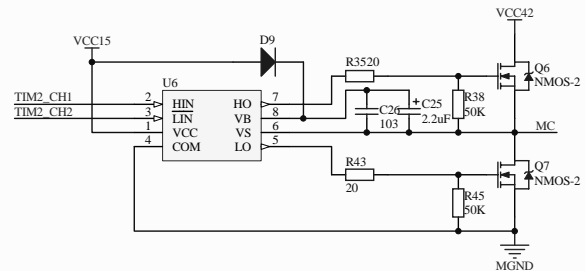 VCC42
D9
VCC15
R3520
Q6
NMOS-2
U6
TIM2_CH1
2
HIN
HO
7
TIM2_CH2
3
LIN
VB
8
1
VCC
VS
6
4
COM
LO
5
C26
103
+
C25
2.2uF
R38
50K
MC
R43
20
Q7
NMOS-2
R45
50K
MGND